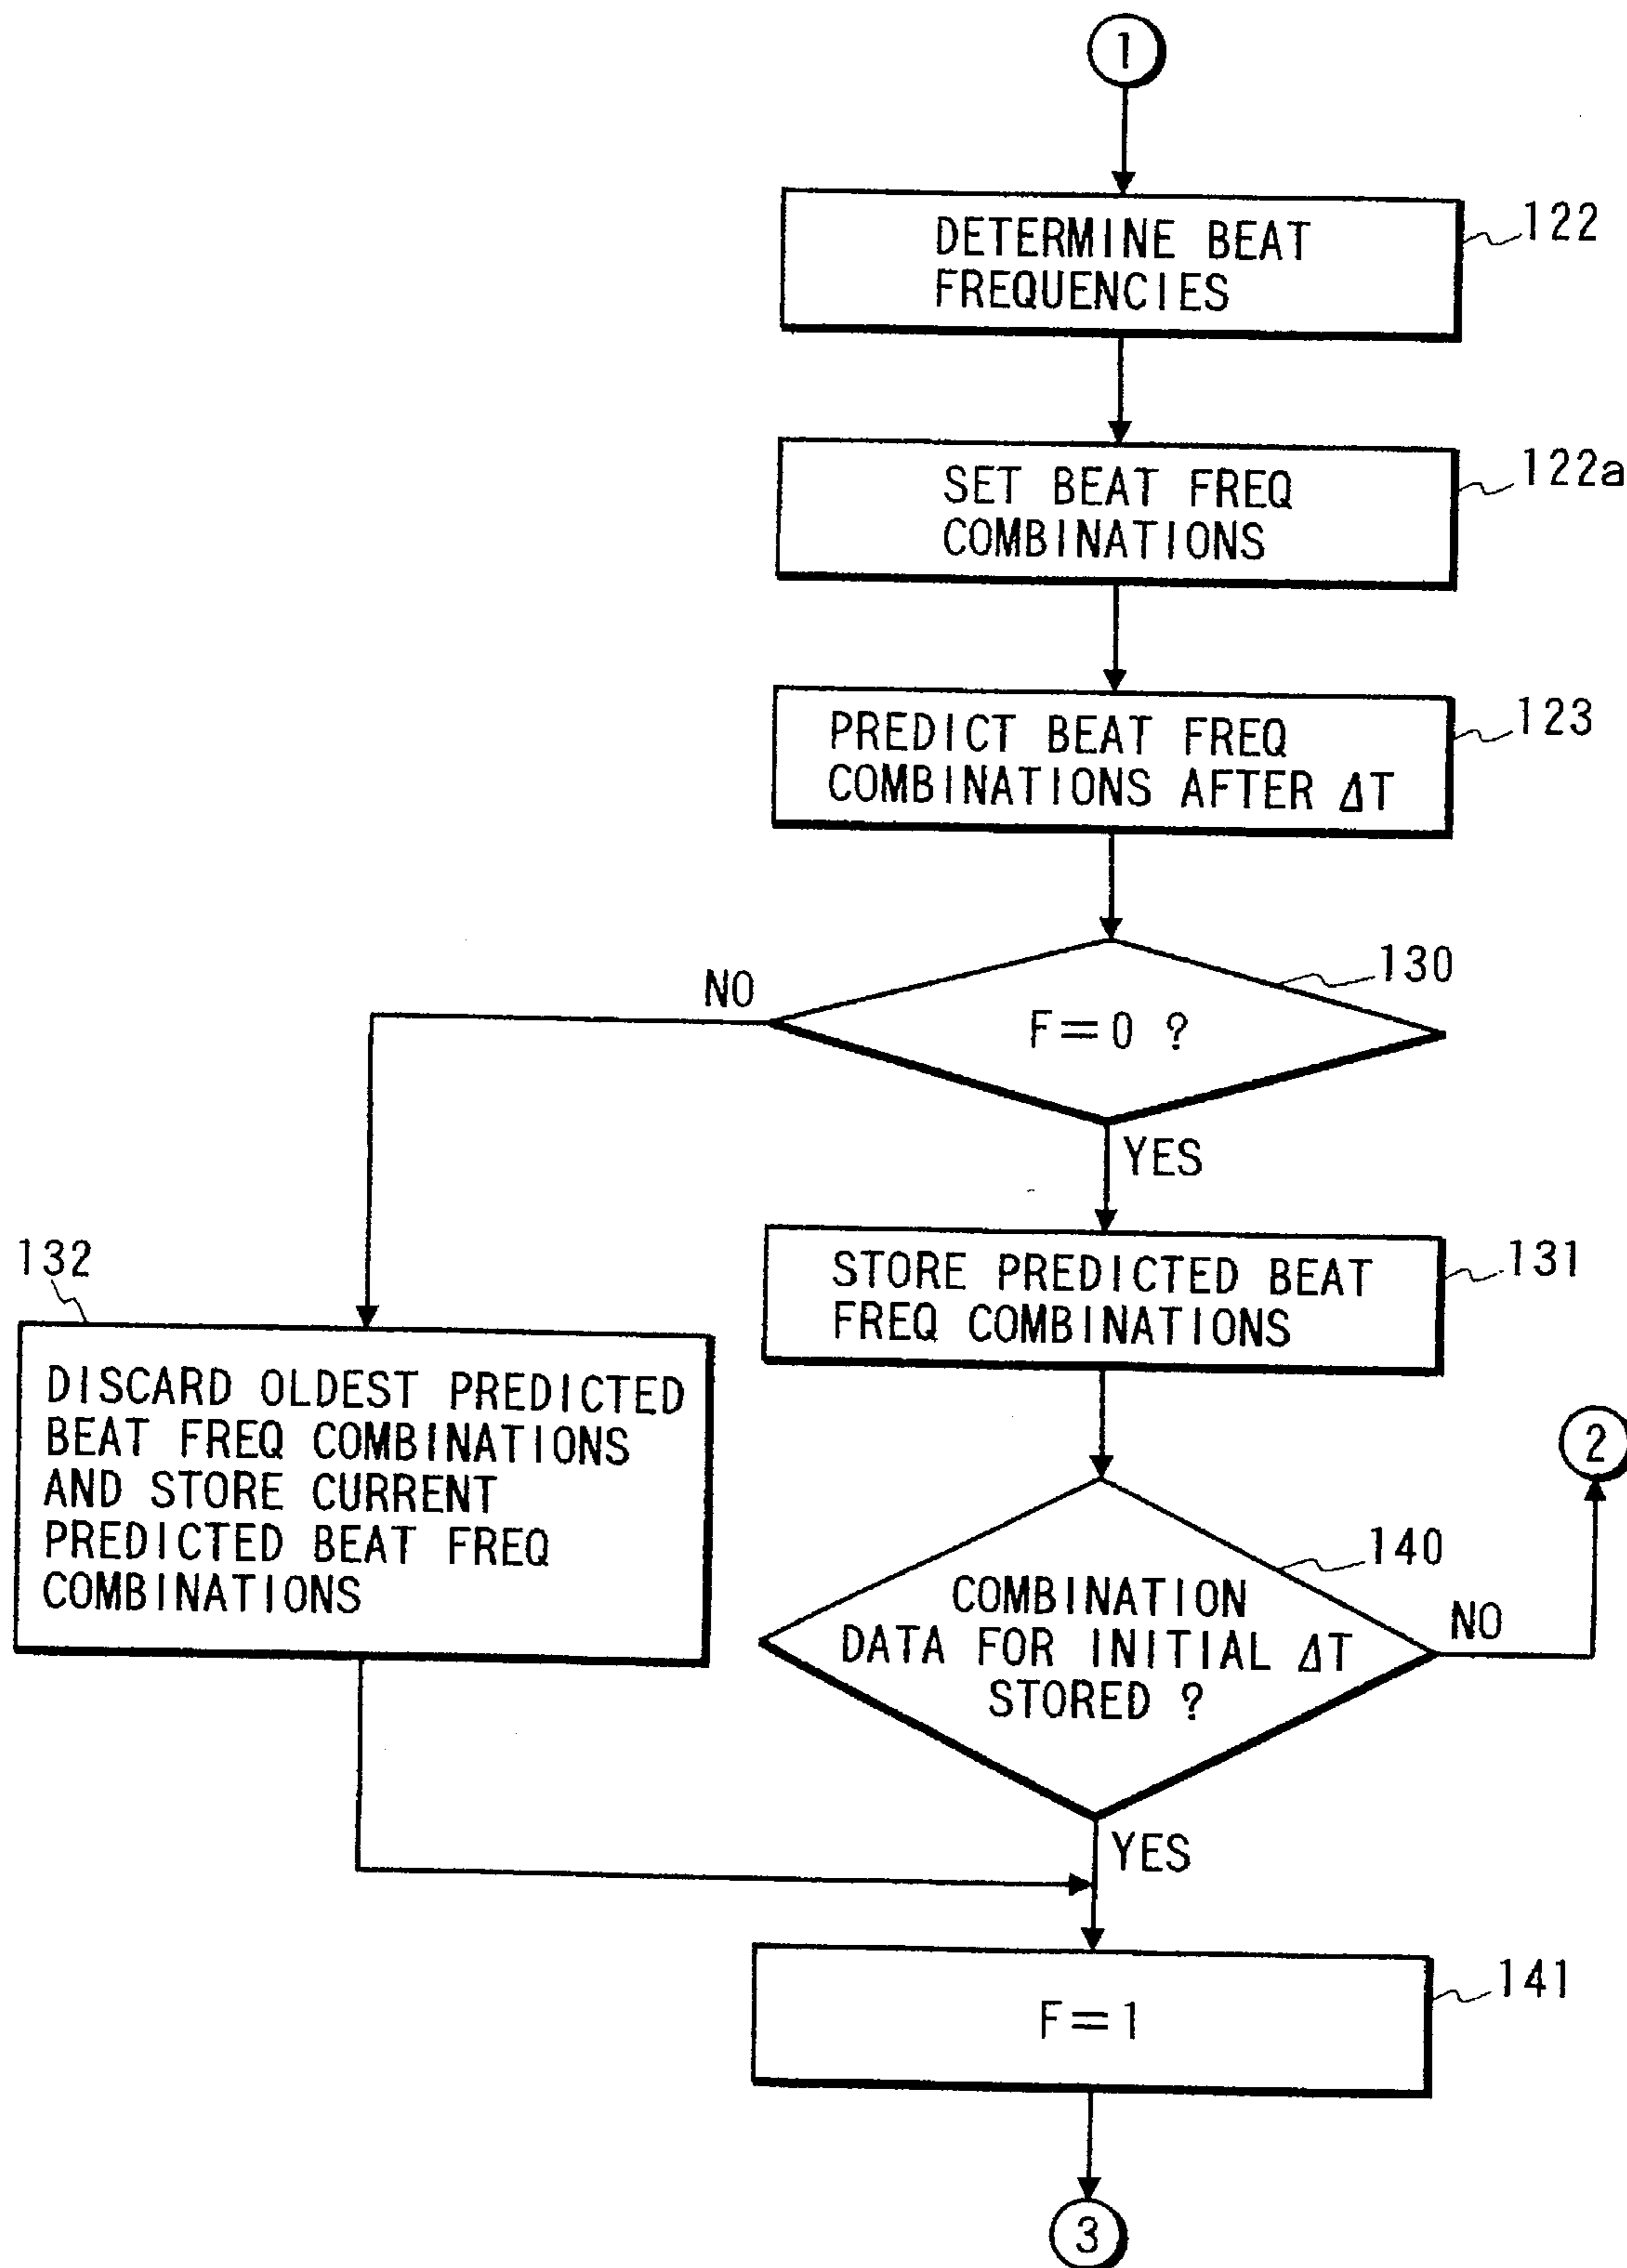 1
DETERMINE BEAT
FREQUENCIES
122
SET BEAT FREQ
COMBINATIONS
122a
PREDICT BEAT FREQ
COMBINATIONS AFTER ΔT
123
NO
130
F=0 ?
YES
132
STORE PREDICTED BEAT
FREQ COMBINATIONS
131
DISCARD OLDEST PREDICTED
BEAT FREQ COMBINATIONS
AND STORE CURRENT
PREDICTED BEAT FREQ
COMBINATIONS
2
140
COMBINATION
DATA FOR INITIAL ΔT
STORED ?
NO
YES
F=1
141
3